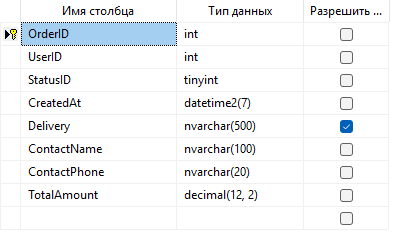 Имя столбца Тип данных Разрешить ...
OrderID int
UserID int
StatusID tinyint
CreatedAt datetime2(7)
Delivery nvarchar(500)
ContactName nvarchar(100)
ContactPhone nvarchar(20)
TotalAmount decimal(12, 2)